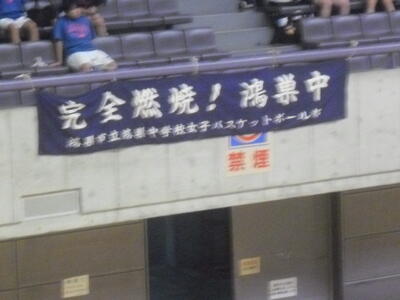 完全燃焼！鴻巣中
鴻巣市立鴻巣中学校女子バスケットボール部
禁煙